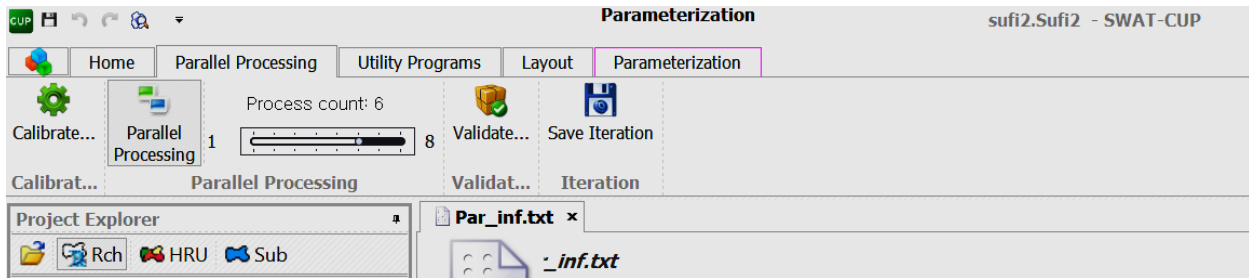 CUP Parameterization sufi2.Sufi2 - SWAT-CUP
Home Parallel Processing Utility Programs Layout Parameterization
Process count: 6
Calibrate... Parallel Processing 1 8 Validate... Save Iteration
Calibrat... Parallel Processing Validat... Iteration
Project Explorer Par_inf.txt ×
Rch HRU Sub
_inf.txt